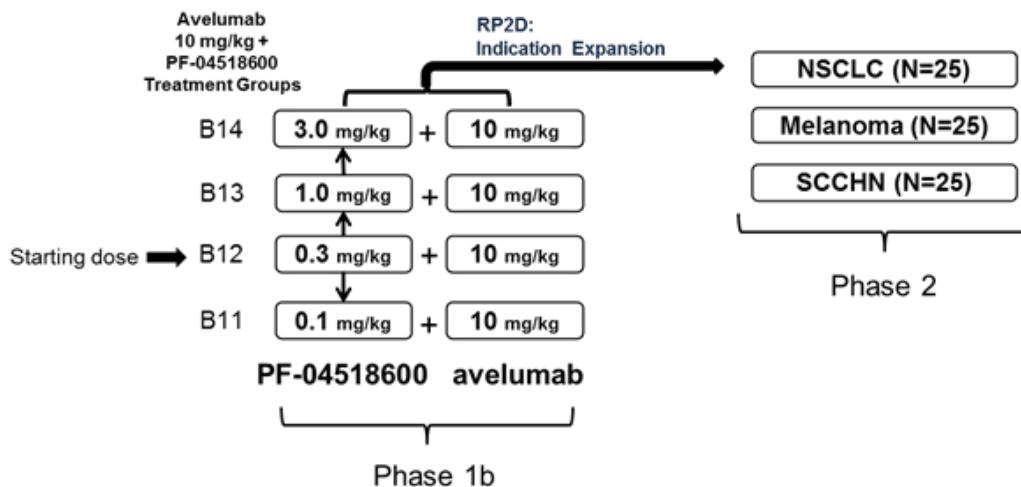 Avelumab
10 mg/kg +
PF-04518600
Treatment Groups
RP2D:
Indication Expansion
B14 3.0 mg/kg + 10 mg/kg
B13 1.0 mg/kg + 10 mg/kg
Starting dose B12 0.3 mg/kg + 10 mg/kg
B11 0.1 mg/kg + 10 mg/kg
PF-04518600 avelumab
Phase 1b
NSCLC (N=25)
Melanoma (N=25)
SCCHN (N=25)
Phase 2